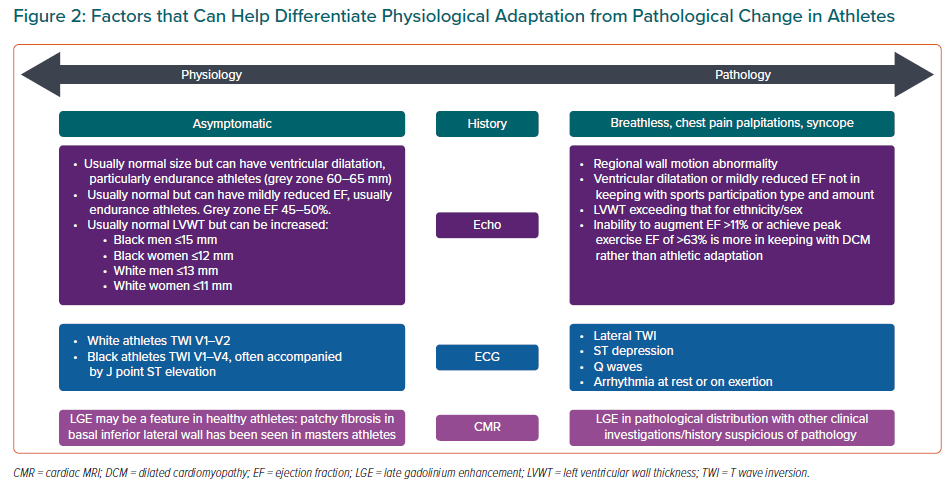 Figure 2: Factors that Can Help Differentiate Physiological Adaptation from Pathological Change in Athletes
Physiology
Pathology
Asymptomatic
History
Breathless, chest pain palpitations, syncope
• Usually normal size but can have ventricular dilatation,
particularly endurance athletes (grey zone 60–65 mm)
• Usually normal but can have mildly reduced EF, usually
endurance athletes. Grey zone EF 45–50%.
• Usually normal LVWT but can be increased:
• Black men ≤15 mm
• Black women ≤12 mm
• White men ≤13 mm
• White women ≤11 mm
Echo
• Regional wall motion abnormality
• Ventricular dilatation or mildly reduced EF not in
keeping with sports participation type and amount
• LVWT exceeding that for ethnicity/sex
• Inability to augment EF >11% or achieve peak
exercise EF of >63% is more in keeping with DCM
rather than athletic adaptation
• White athletes TWI V1–V2
• Black athletes TWI V1–V4, often accompanied
by J point ST elevation
ECG
• Lateral TWI
• ST depression
• Q waves
• Arrhythmia at rest or on exertion
LGE may be a feature in healthy athletes: patchy fibrosis in
basal inferior lateral wall has been seen in masters athletes
CMR
LGE in pathological distribution with other clinical
investigations/history suspicious of pathology
CMR = cardiac MRI; DCM = dilated cardiomyopathy; EF = ejection fraction; LGE = late gadolinium enhancement; LVWT = left ventricular wall thickness; TWI = T wave inversion.